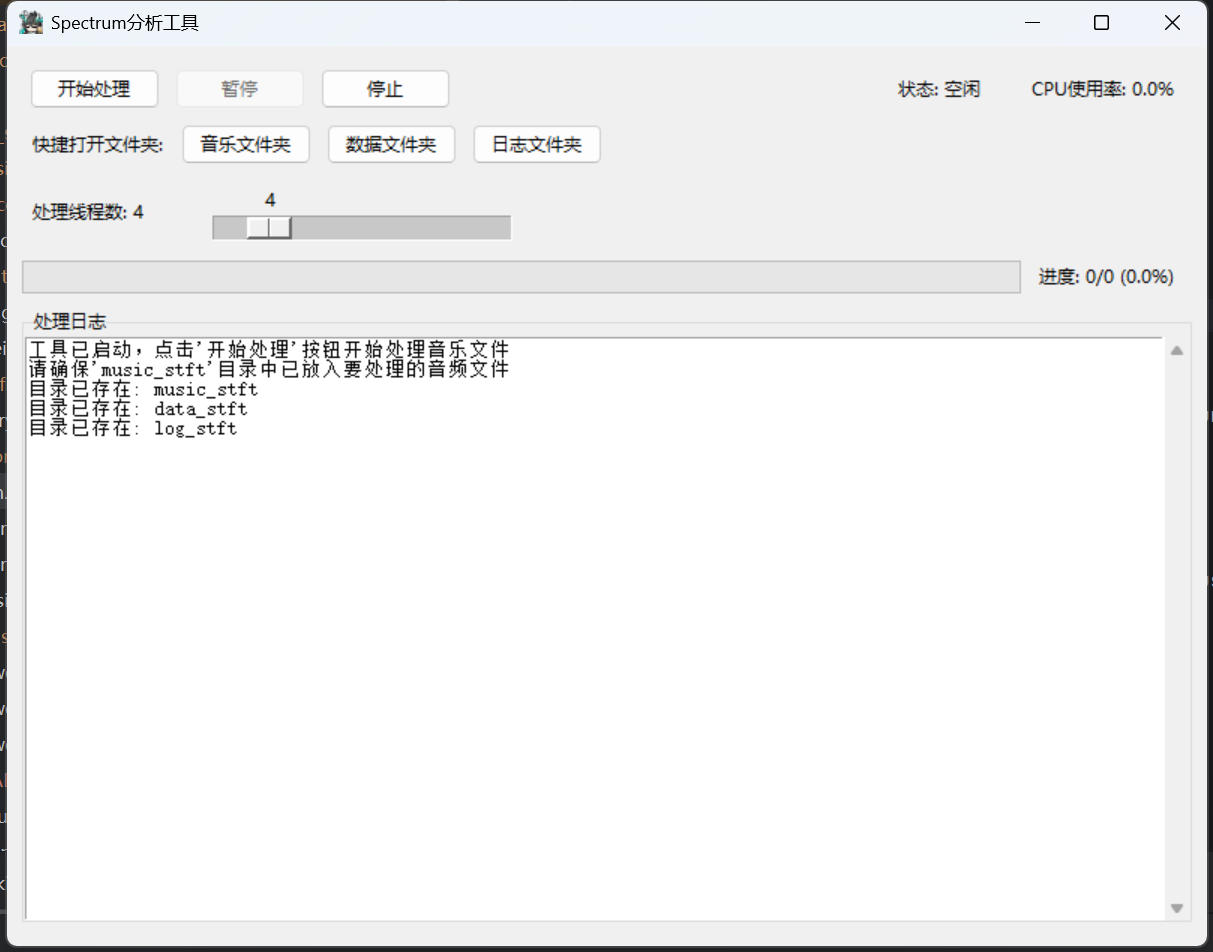 Spectrum分析工具
开始处理 暂停 停止 状态: 空闲 CPU使用率: 0.0%
快捷打开文件夹: 音乐文件夹 数据文件夹 日志文件夹
4
处理线程数: 4
进度: 0/0 (0.0%)
处理日志
工具已启动，点击'开始处理'按钮开始处理音乐文件
请确保'music_stft'目录中已放入要处理的音频文件
目录已存在: music_stft
目录已存在: data_stft
目录已存在: log_stft